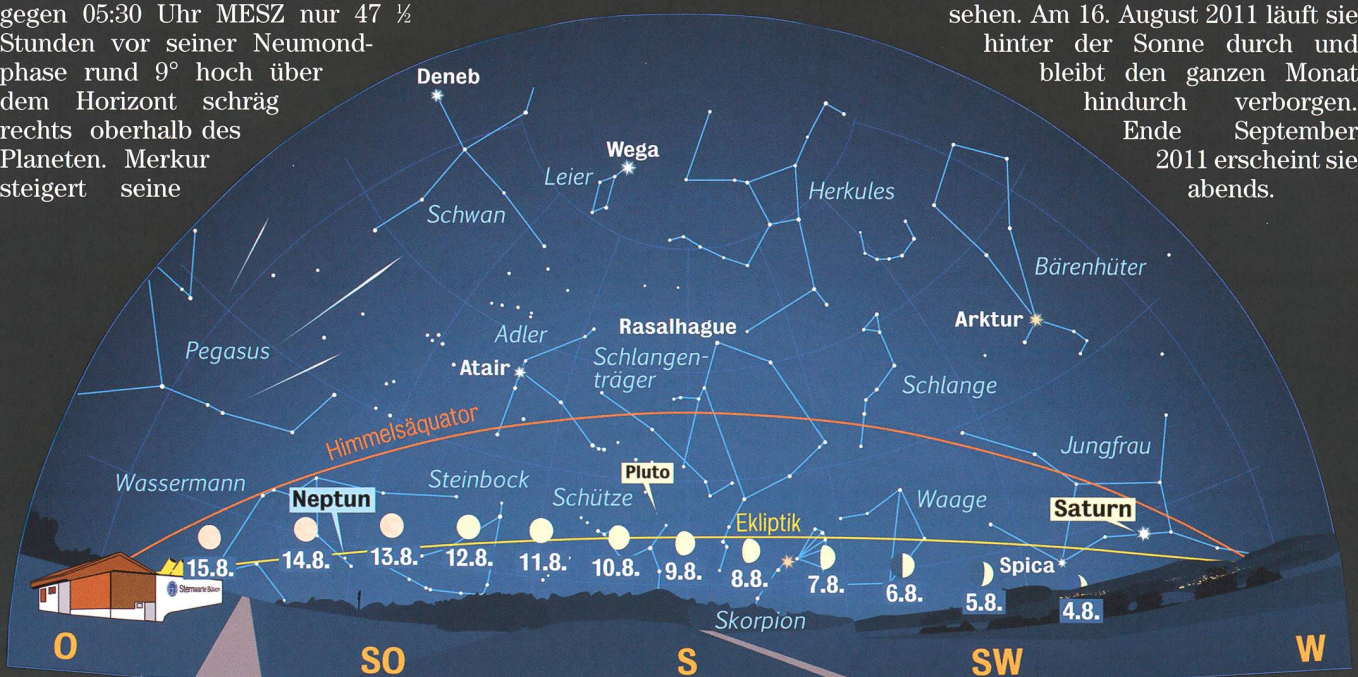 gegen 05:30 Uhr MESZ nur 47 ½
Stunden vor seiner Neumond-
phase rund 9° hoch über
dem Horizont schräg
rechts oberhalb des
Planeten. Merkur
steigert seine
sehen. Am 16. August 2011 läuft sie
hinter der Sonne durch und
bleibt den ganzen Monat
hindurch verborgen.
Ende September
2011 erscheint sie
abends.
Deneb
Wega
Leier
Herkules
Schwan
Bärenhüter
Arktur
Rasalhague
Adler
Pegasus
Schlangen-
träger
Atair
Schlange
Himmelsäquator
Jungfrau
Wassermann
Steinbock
Pluto
Neptun
Schütze
Waage
Saturn
Ekliptik
15.8.
14.8.
13.8.
12.8.
11.8.
10.8.
9.8.
8.8.
7.8.
6.8.
5.8.
Spica
4.8.
Sternwarte Bülach
Skorpion
O
SO
S
SW
W